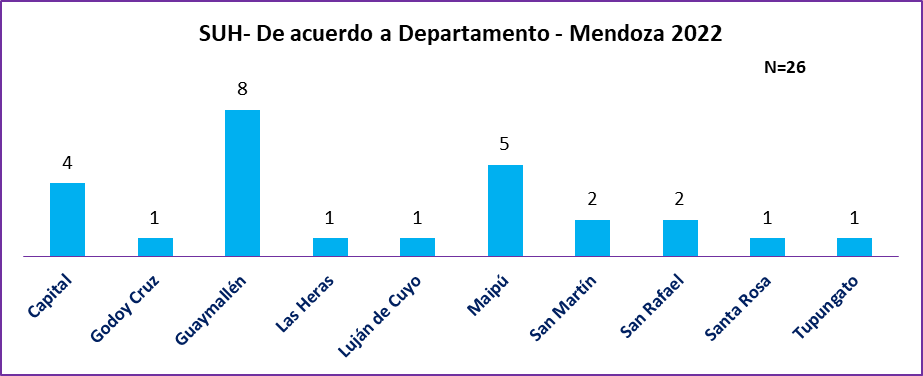 SUH- De acuerdo a Departamento - Mendoza 2022
N=26
4
1
8
1
1
5
2
2
1
1
Capital
Godoy Cruz
Guaymallén
Las Heras
Luján de Cuyo
Maipú
San Martín
San Rafael
Santa Rosa
Tupungato